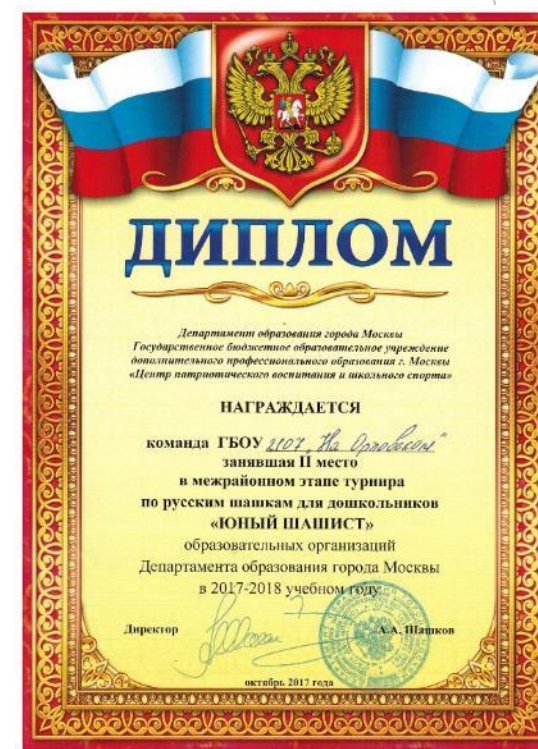 ДИПЛОМ
Департамент образования города Москвы
Государственное бюджетное образовательное учреждение
дополнительного профессионального образования г. Москвы
«Центр патриотического воспитания и школьного спорта»
НАГРАЖДАЕТСЯ
команда ГБОУ 2107 „На Орловском"
занявшая II место
в межрайонном этапе турнира
по русским шашкам для дошкольников
«ЮНЫЙ ШАШИСТ»
образовательных организаций
Департамента образования города Москвы
в 2017-2018 учебном году
Директор А.А. Шашков
октябрь 2017 года